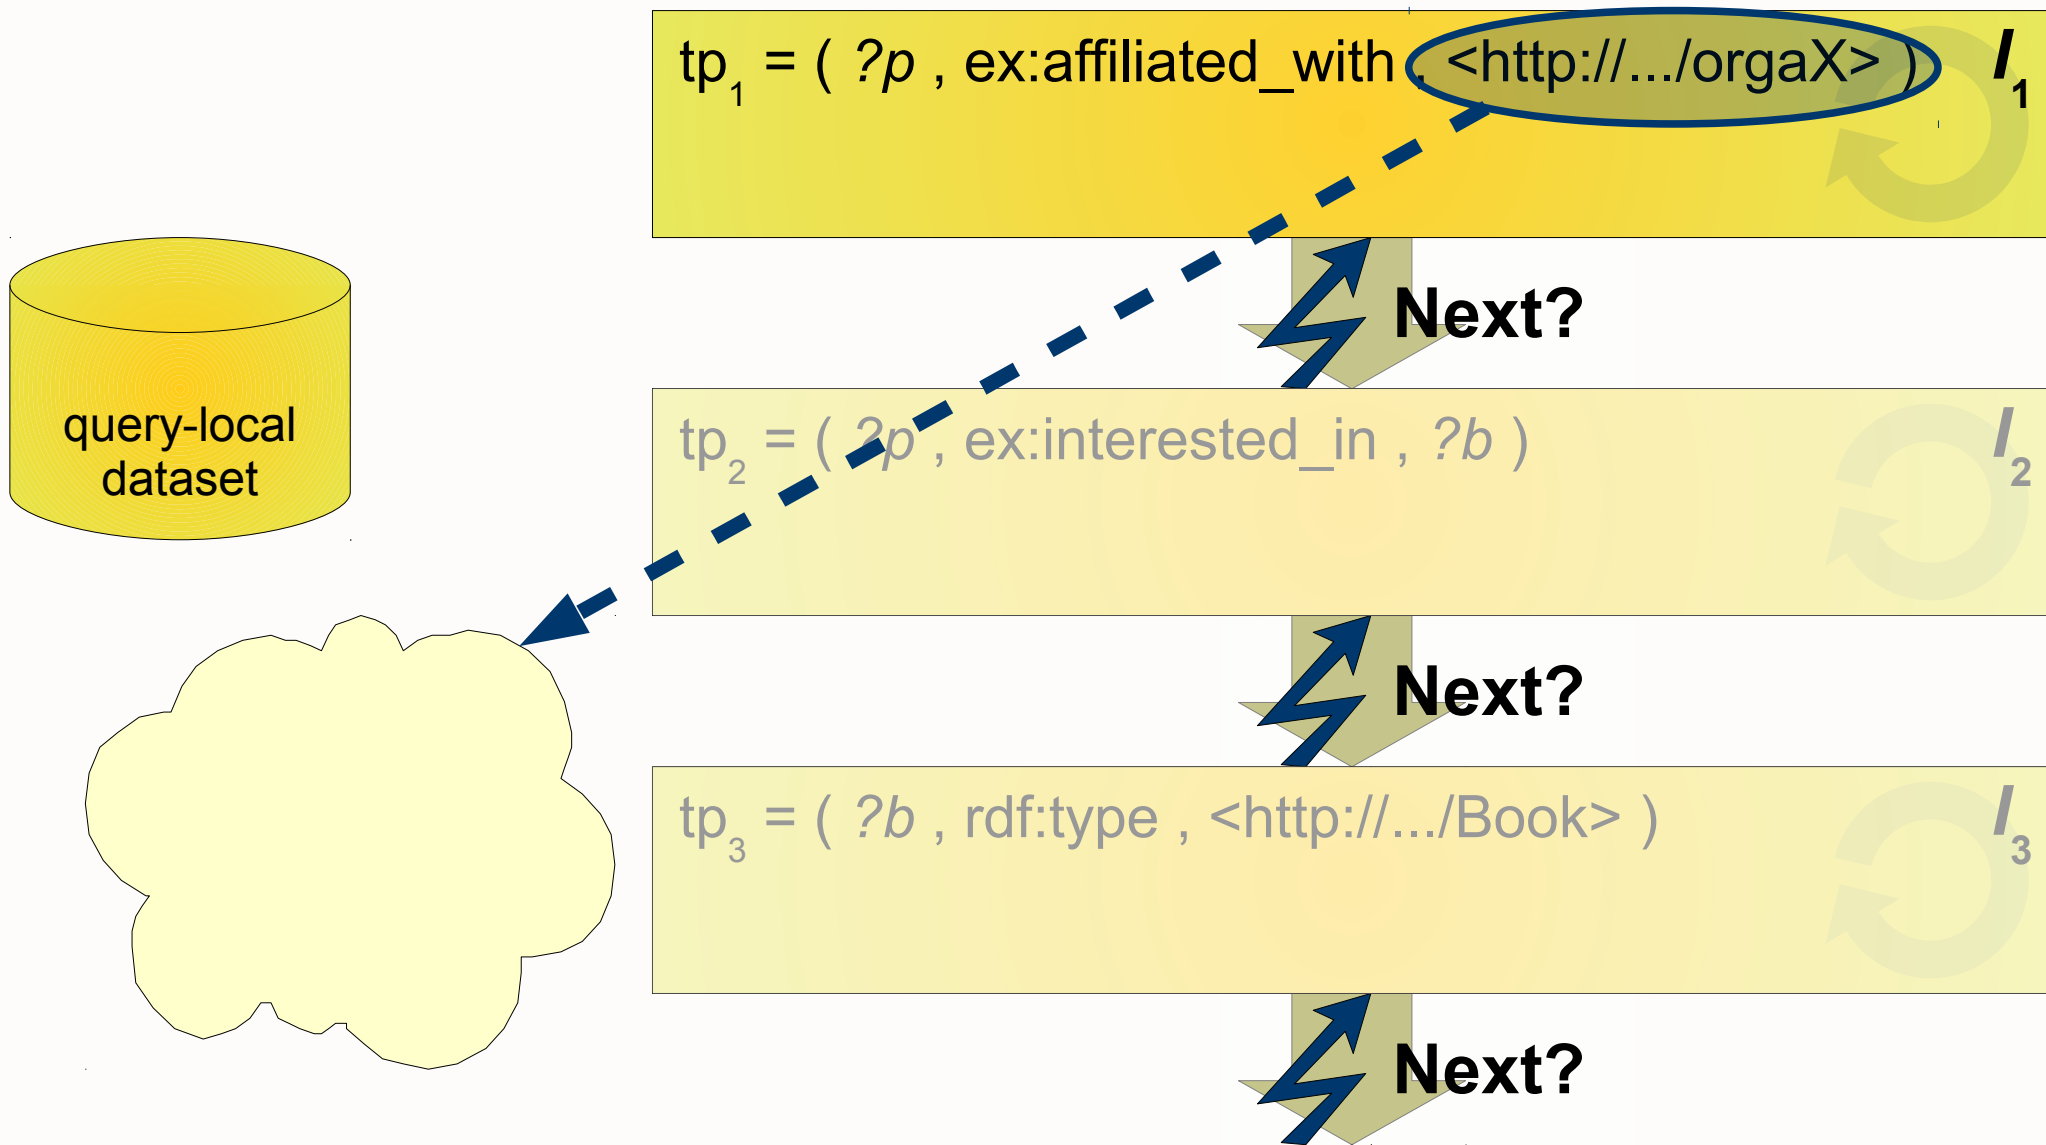 tp1 = ( ?p , ex:affiliated_with , <http://.../orgaX> ) I1
Next?
query-local
dataset
tp2 = ( ?p , ex:interested_in , ?b ) I2
Next?
tp3 = ( ?b , rdf:type , <http://.../Book> ) I3
Next?